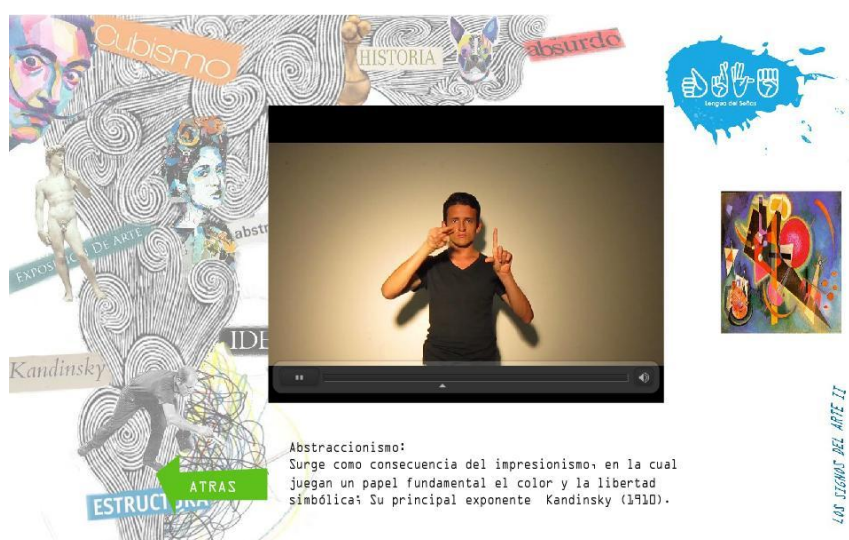 Cubismo
HISTORIA
absurdo
Lengua del Señas
EXPOSICIÓN DE ARTE
abstr
IDE
Kandinsky
ATRAS
ESTRUCTURA
Abstraccionismo:
Surge como consecuencia del impresionismo, en la cual
juegan un papel fundamental el color y la libertad
simbólica; Su principal exponente Kandinsky (1910).
LOS SIGNOS DEL ARTE II